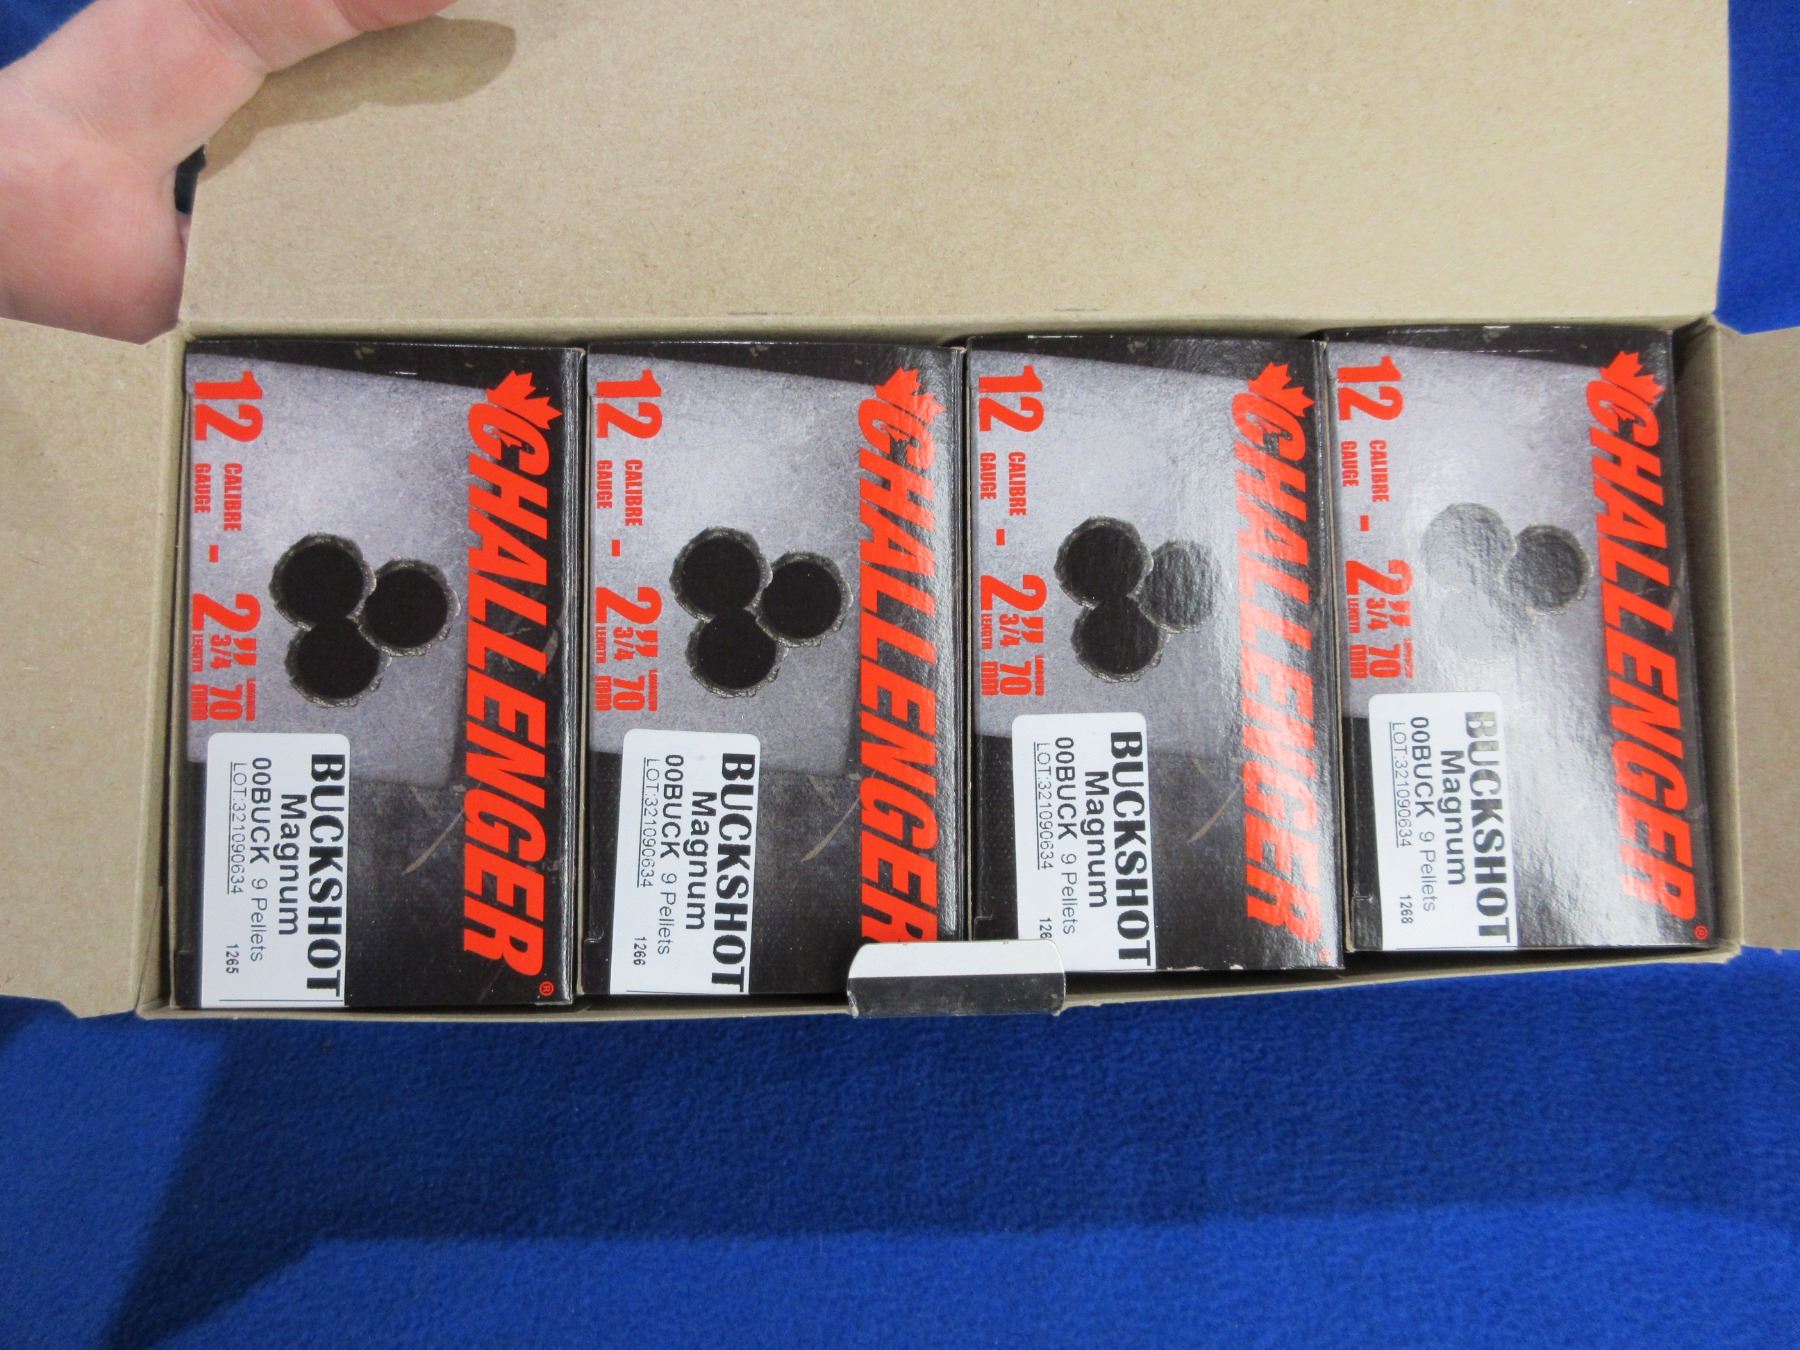 CHALLENGER®
12 CALIBRE GAUGE - 2 3/4" LENGTH 70 mm
BUCKSHOT
Magnum
00BUCK 9 Pellets
LOT:321090634
1265
CHALLENGER
12 CALIBRE GAUGE - 2 3/4" LENGTH 70 mm
BUCKSHOT
Magnum
00BUCK 9 Pellets
LOT:321090634
1266
CHALLENGER
12 CALIBRE GAUGE - 2 3/4" LENGTH 70 mm
BUCKSHOT
Magnum
00BUCK 9 Pellets
LOT:321090634
126
CHALLENGER®
12 CALIBRE GAUGE - 2 3/4" LENGTH 70 mm
BUCKSHOT
Magnum
00BUCK 9 Pellets
LOT:321090634
1268